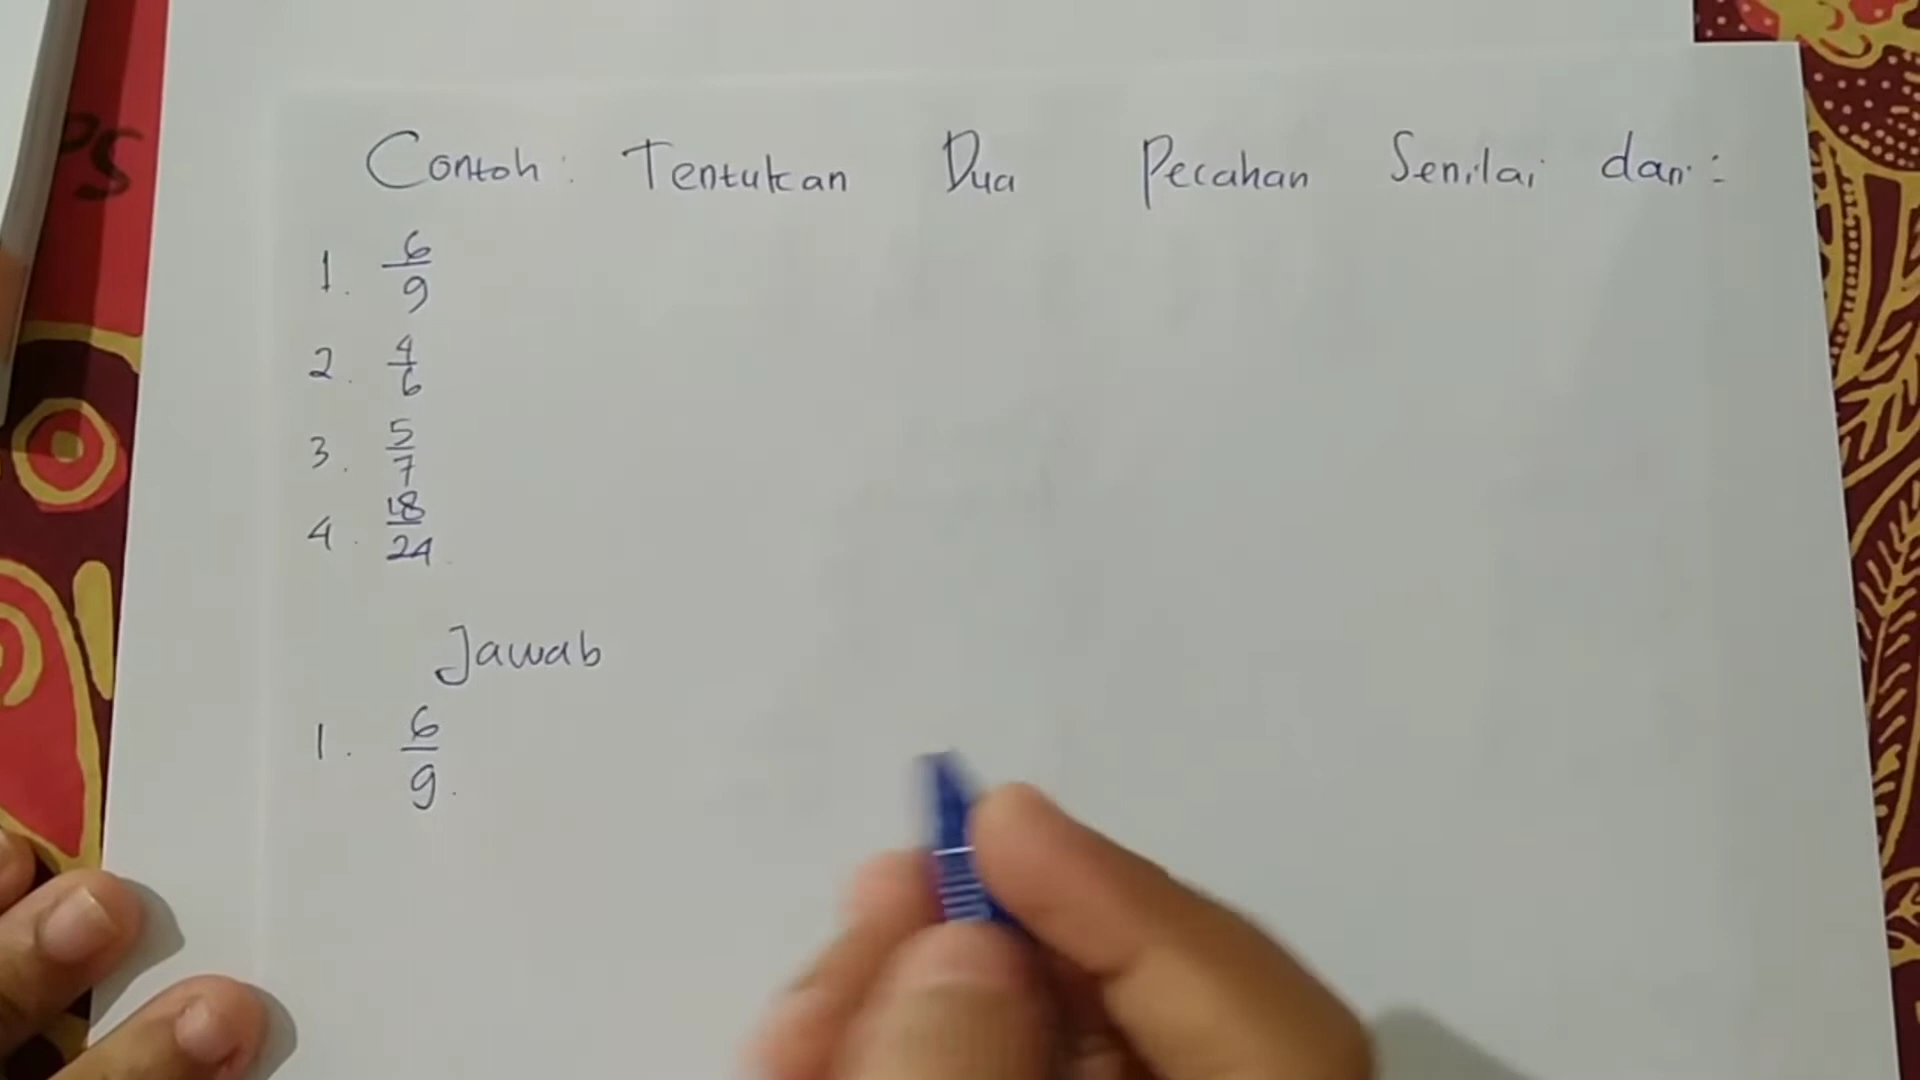 PS
Contoh: Tentukan Dua Pecahan Senilai dari:
1. 6/9
2. 4/6
3. 5/7
4. 18/24
Jawab
1. 6/9